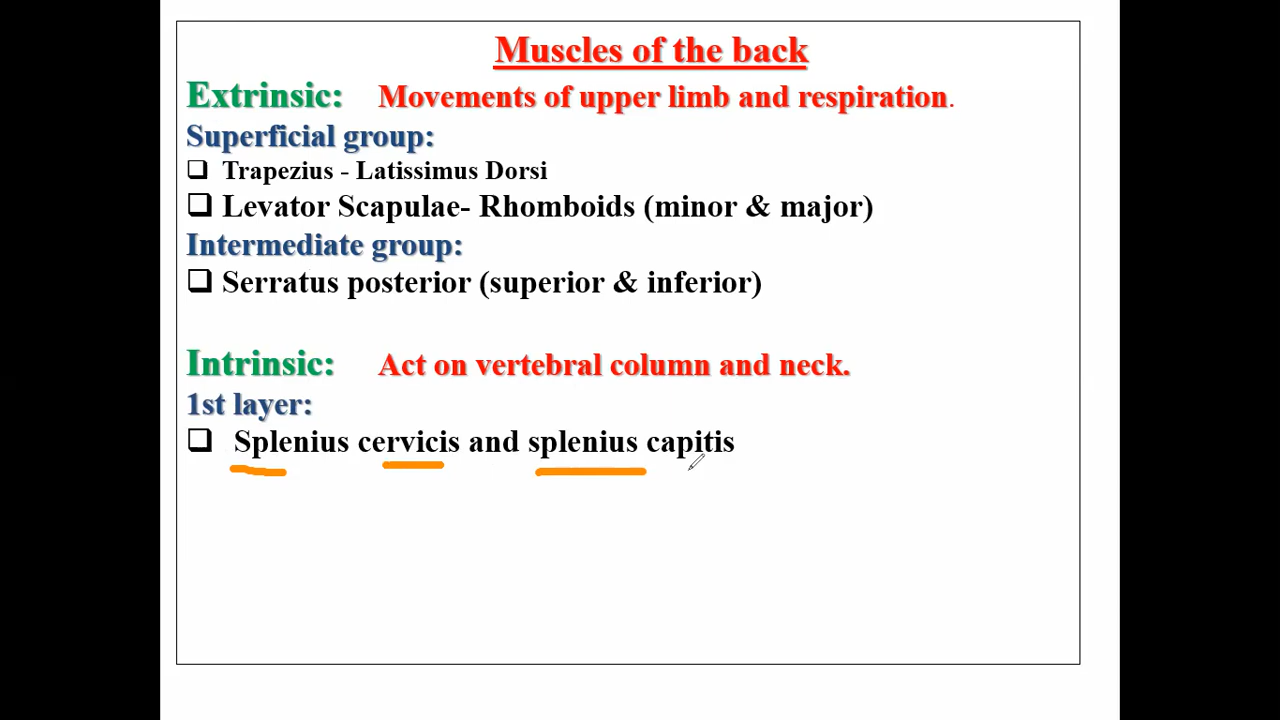 Muscles of the back
Extrinsic: Movements of upper limb and respiration.
Superficial group:
❑ Trapezius - Latissimus Dorsi
❑ Levator Scapulae- Rhomboids (minor & major)
Intermediate group:
❑ Serratus posterior (superior & inferior)
Intrinsic: Act on vertebral column and neck.
1st layer:
❑ Splenius cervicis and splenius capitis